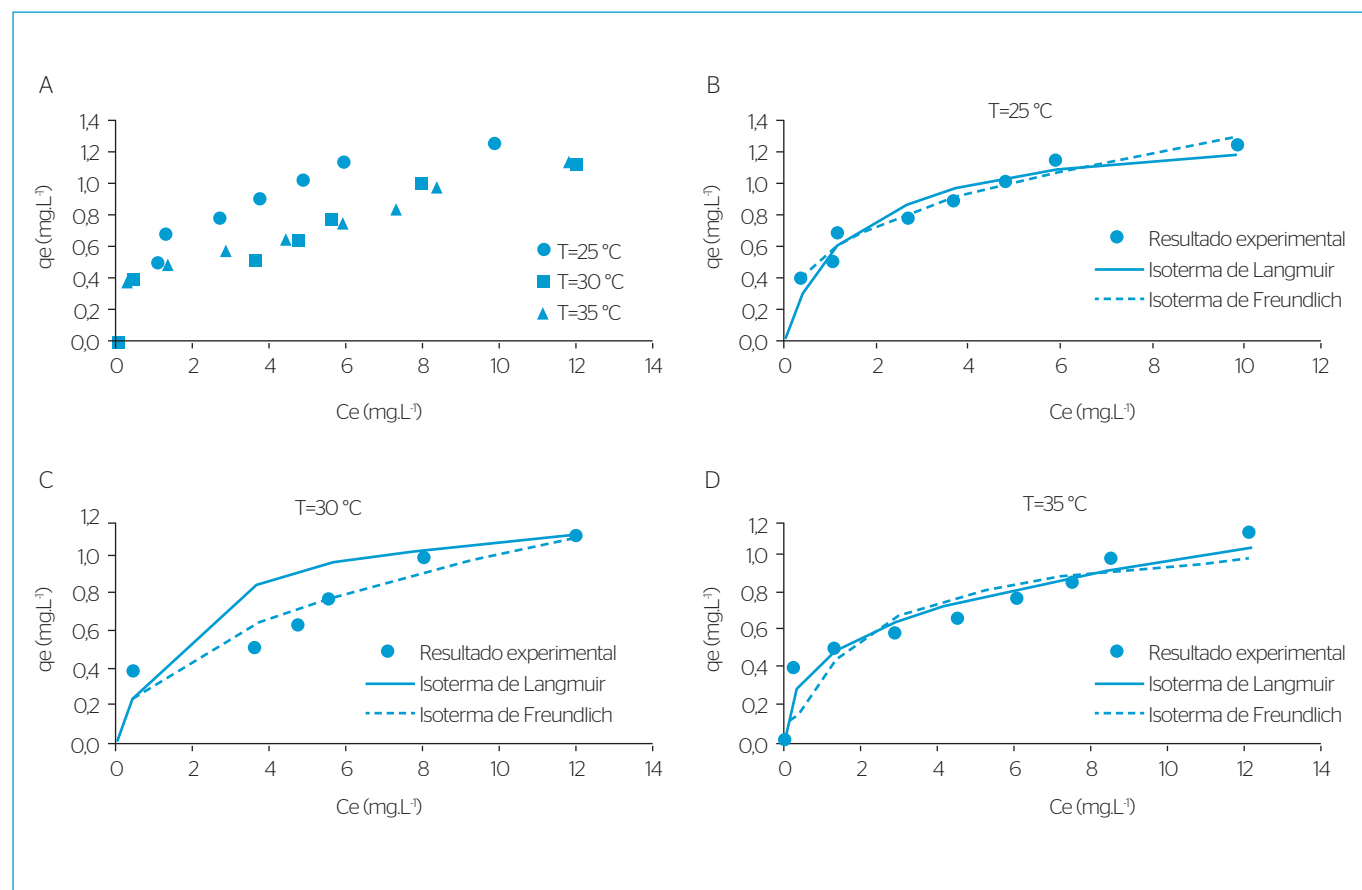 A
qe (mg.L-1)
1,4
1,2
1,0
0,8
0,6
0,4
0,2
0,0
T=25 °C
T=30 °C
T=35 °C
0 2 4 6 8 10 12 14
Ce (mg.L-1)
B
T=25 °C
qe (mg.L-1)
1,4
1,2
1,0
0,8
0,6
0,4
0,2
0,0
Resultado experimental
Isoterma de Langmuir
Isoterma de Freundlich
0 2 4 6 8 10 12
Ce (mg.L-1)
C
T=30 °C
qe (mg.L-1)
1,2
1,0
0,8
0,6
0,4
0,2
0,0
Resultado experimental
Isoterma de Langmuir
Isoterma de Freundlich
0 2 4 6 8 10 12 14
Ce (mg.L-1)
D
T=35 °C
qe (mg.L-1)
1,2
1,0
0,8
0,6
0,4
0,2
0,0
Resultado experimental
Isoterma de Langmuir
Isoterma de Freundlich
0 2 4 6 8 10 12 14
Ce (mg.L-1)